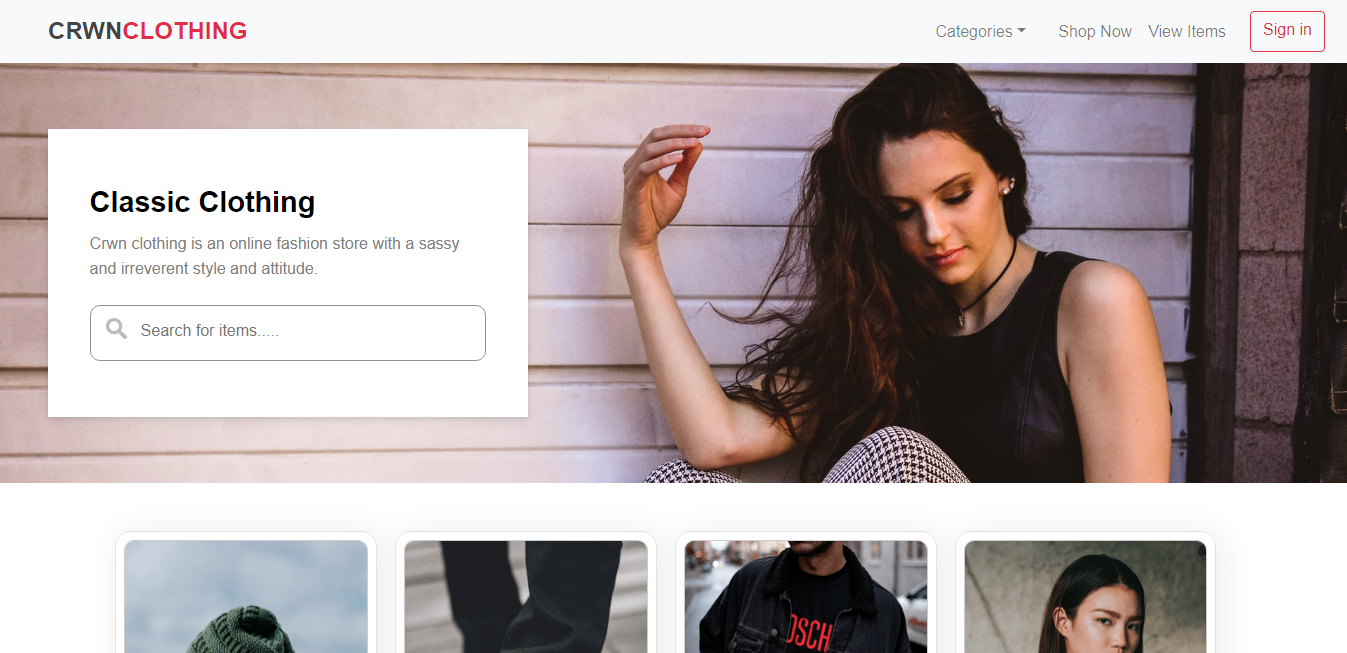 CRWNCLOTHING
Categories Shop Now View Items Sign in
Classic Clothing
Crwn clothing is an online fashion store with a sassy
and irreverent style and attitude.
Search for items.....
OSCH